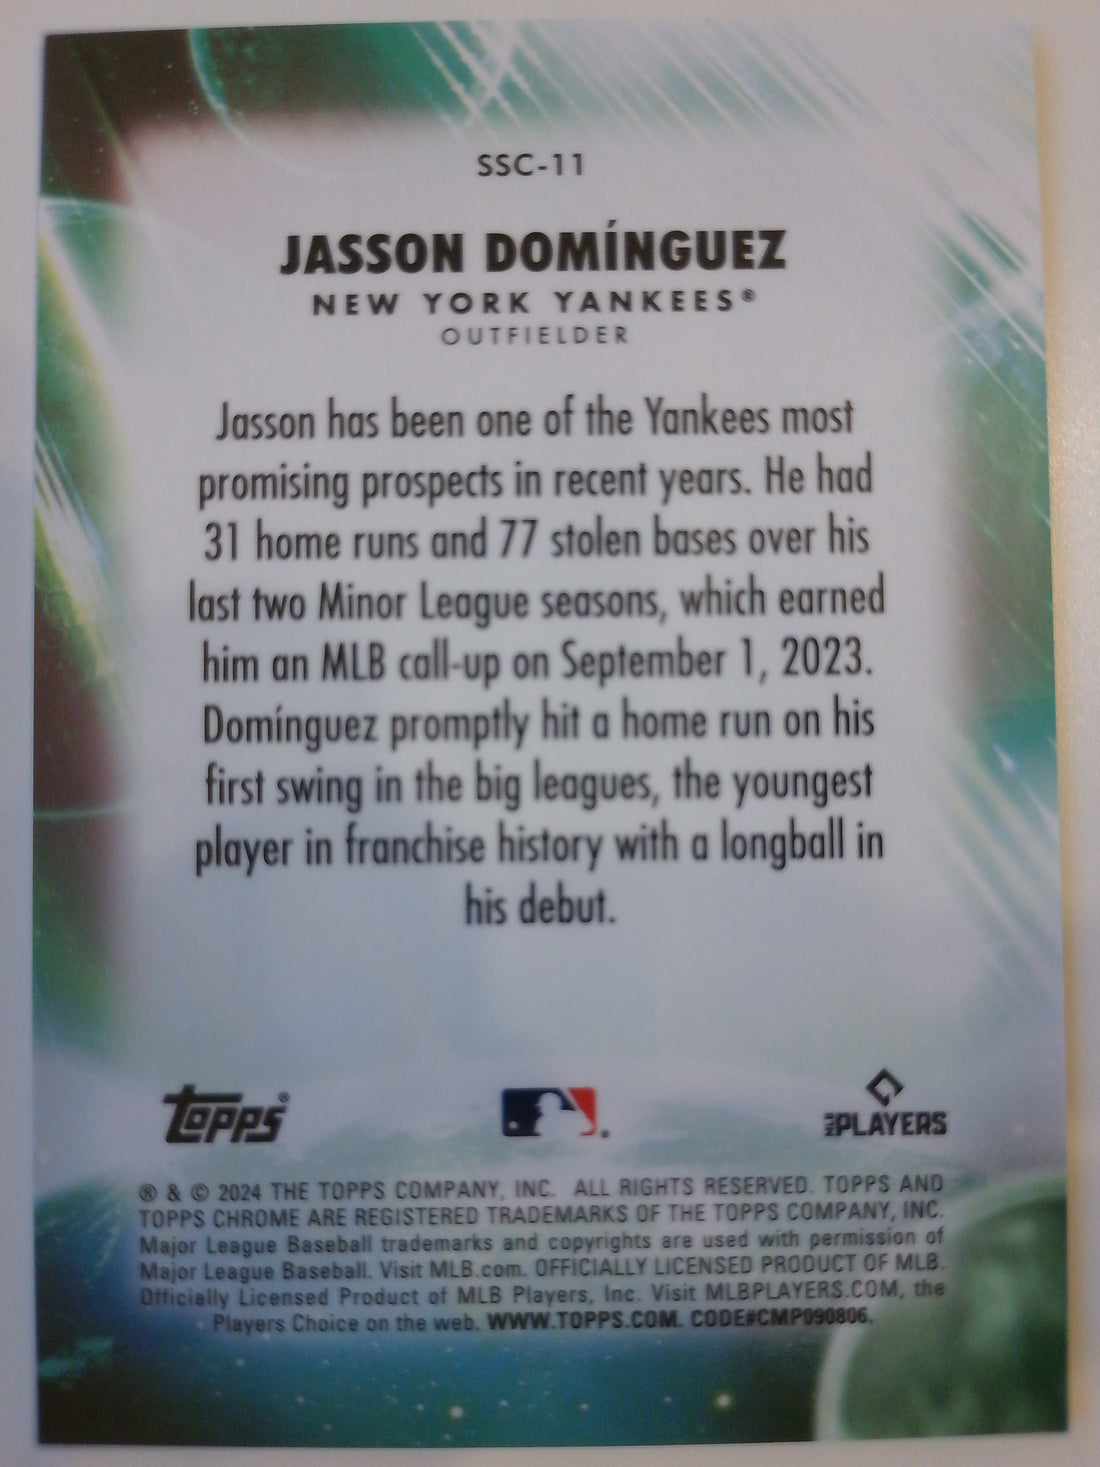 SSC-11
JASSON DOMÍNGUEZ
NEW YORK YANKEES®
OUTFIELDER
Jasson has been one of the Yankees most
promising prospects in recent years. He had
31 home runs and 77 stolen bases over his
last two Minor League seasons, which earned
him an MLB call-up on September 1, 2023.
Domínguez promptly hit a home run on his
first swing in the big leagues, the youngest
player in franchise history with a longball in
his debut.
topps® MLB PLAYERS
® & © 2024 THE TOPPS COMPANY, INC. ALL RIGHTS RESERVED. TOPPS AND
TOPPS CHROME ARE REGISTERED TRADEMARKS OF THE TOPPS COMPANY, INC.
Major League Baseball trademarks and copyrights are used with permission of
Major League Baseball. Visit MLB.com. OFFICIALLY LICENSED PRODUCT OF MLB.
Officially Licensed Product of MLB Players, Inc. Visit MLBPLAYERS.COM, the
Players Choice on the web. WWW.TOPPS.COM. CODE#CMP090806.